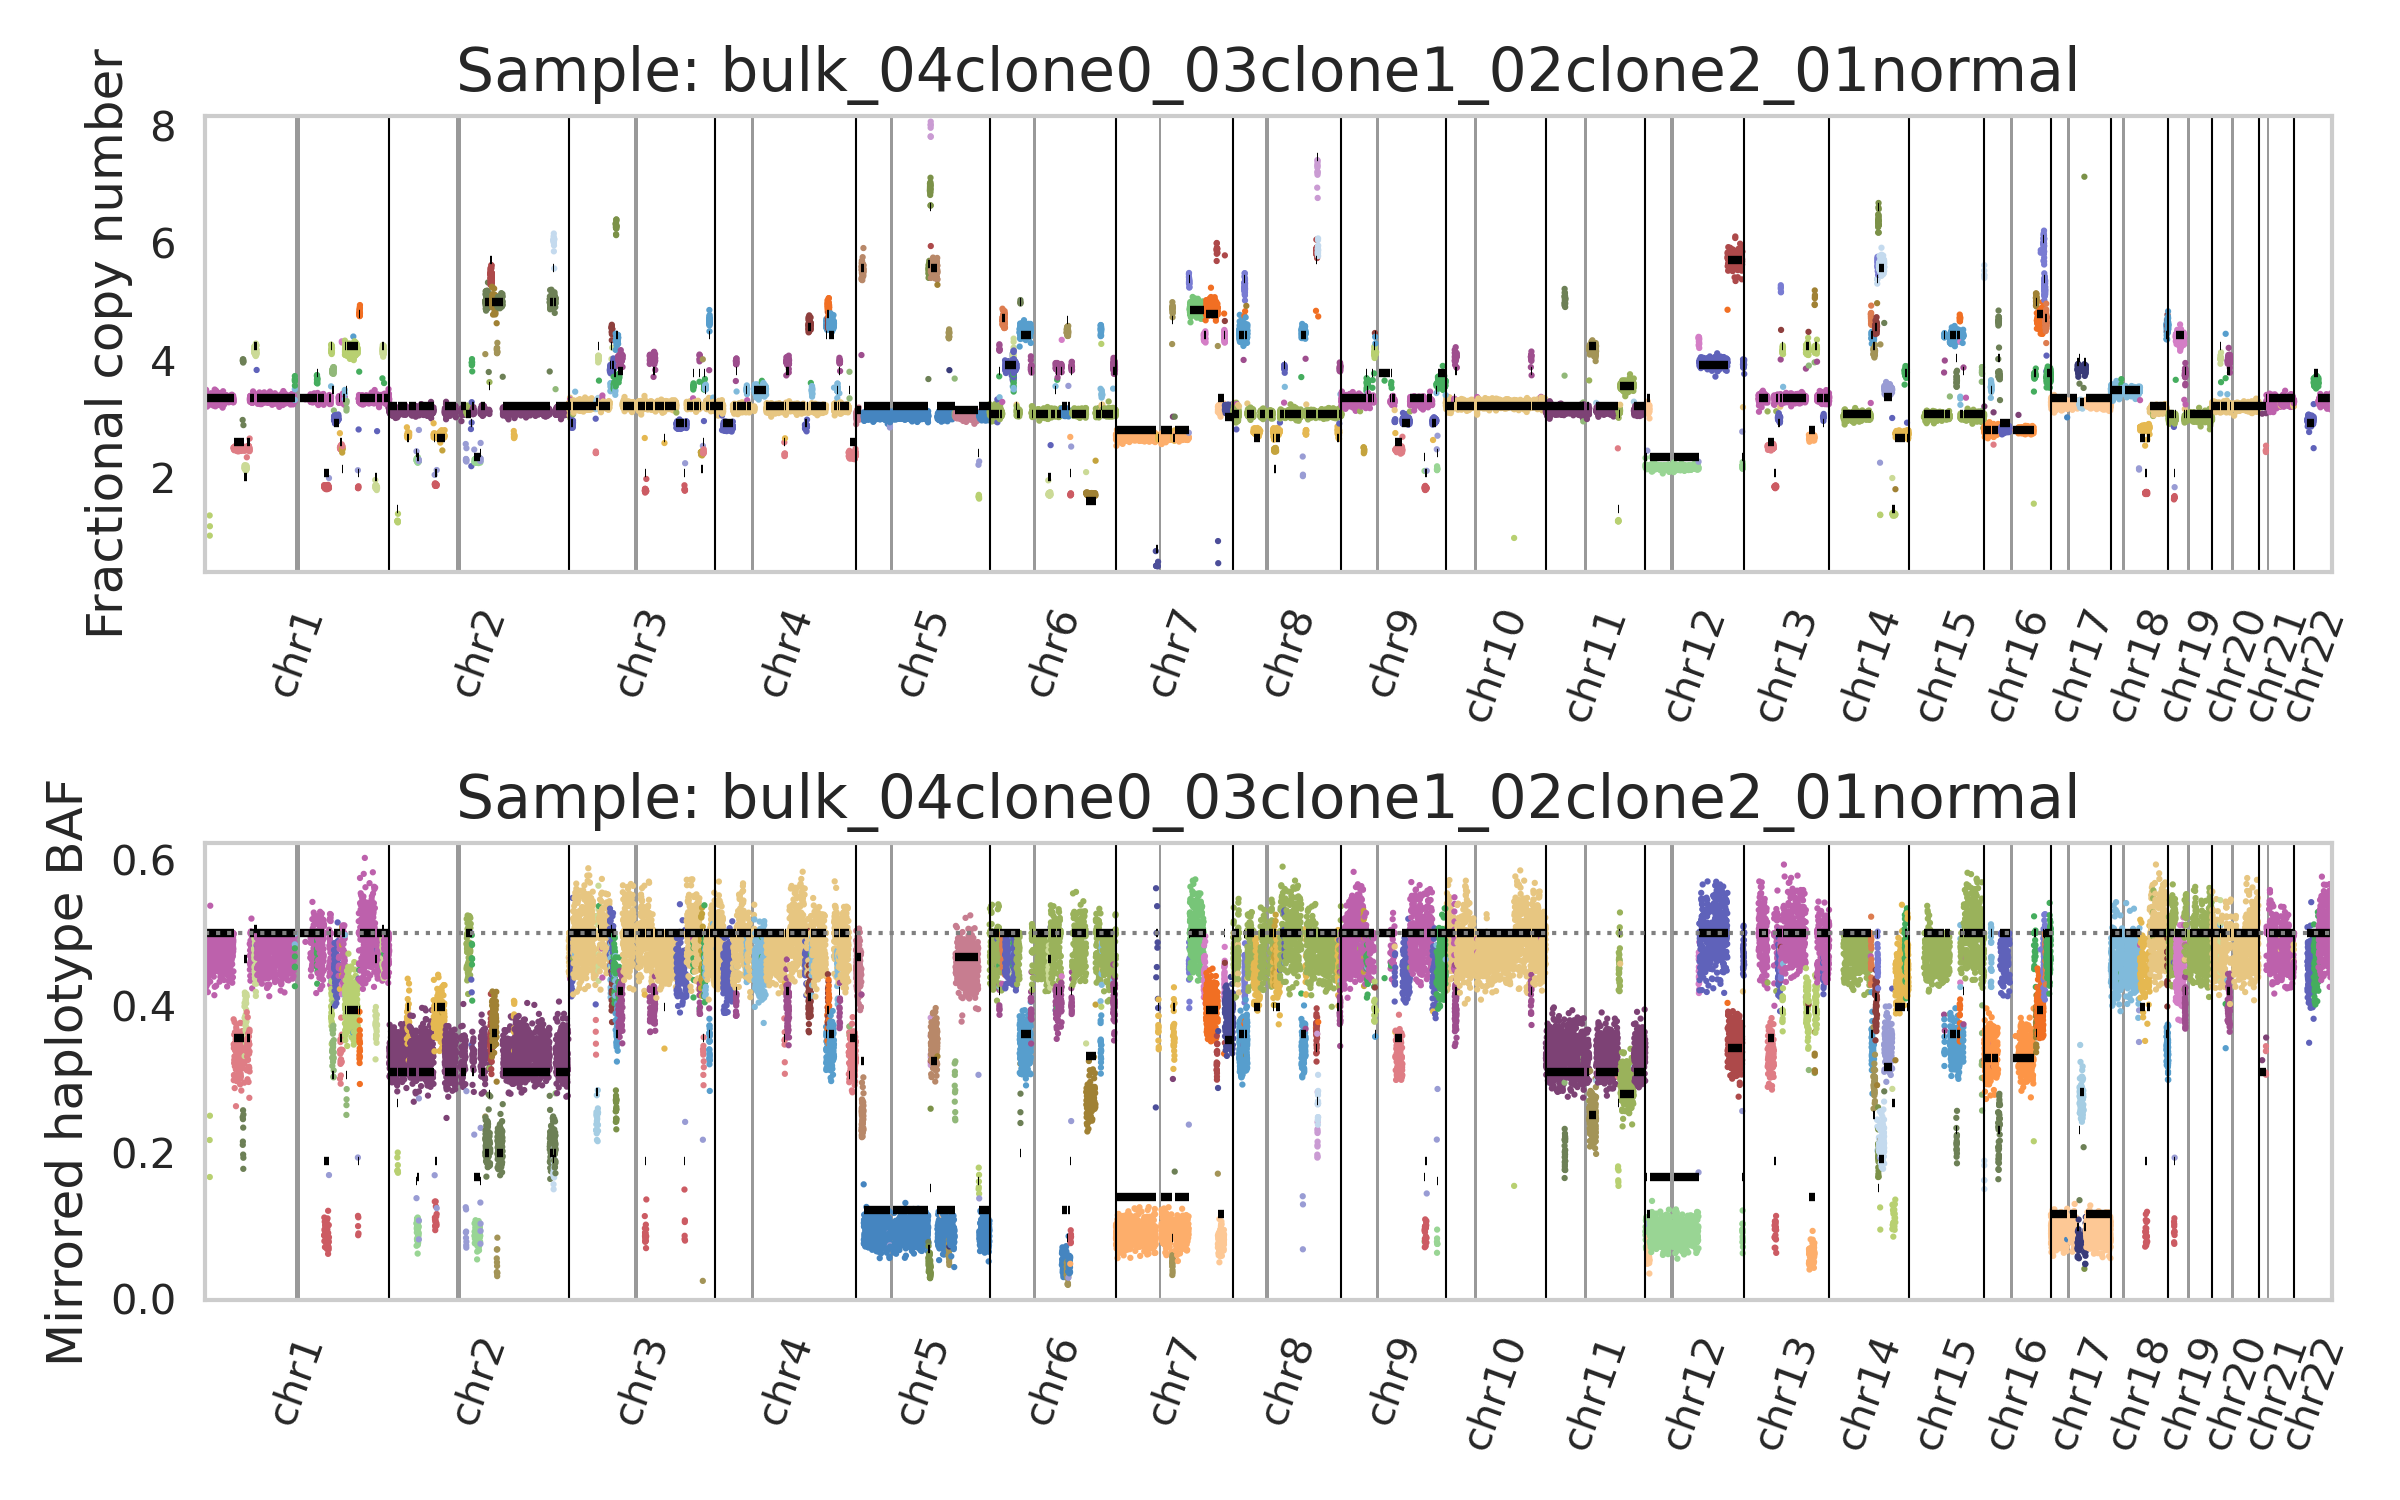 Sample: bulk_04clone0_03clone1_02clone2_01normal
Fractional copy number
8
6
4
2
chr1
chr2
chr3
chr4
chr5
chr6
chr7
chr8
chr9
chr10
chr11
chr12
chr13
chr14
chr15
chr16
chr17
chr18
chr19
chr20
chr21
chr22
Sample: bulk_04clone0_03clone1_02clone2_01normal
Mirrored haplotype BAF
0.6
0.4
0.2
0.0
chr1
chr2
chr3
chr4
chr5
chr6
chr7
chr8
chr9
chr10
chr11
chr12
chr13
chr14
chr15
chr16
chr17
chr18
chr19
chr20
chr21
chr22